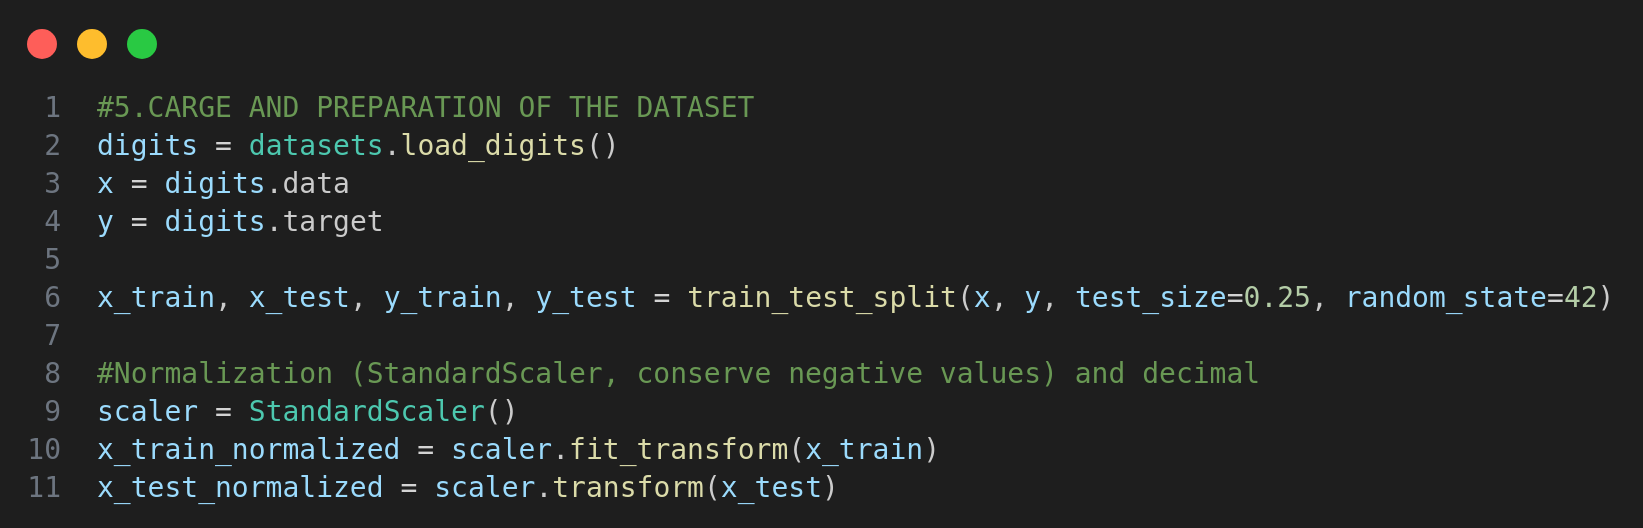 1 #5.CARGE AND PREPARATION OF THE DATASET
2 digits = datasets.load_digits()
3 x = digits.data
4 y = digits.target
5
6 x_train, x_test, y_train, y_test = train_test_split(x, y, test_size=0.25, random_state=42)
7
8 #Normalization (StandardScaler, conserve negative values) and decimal
9 scaler = StandardScaler()
10 x_train_normalized = scaler.fit_transform(x_train)
11 x_test_normalized = scaler.transform(x_test)